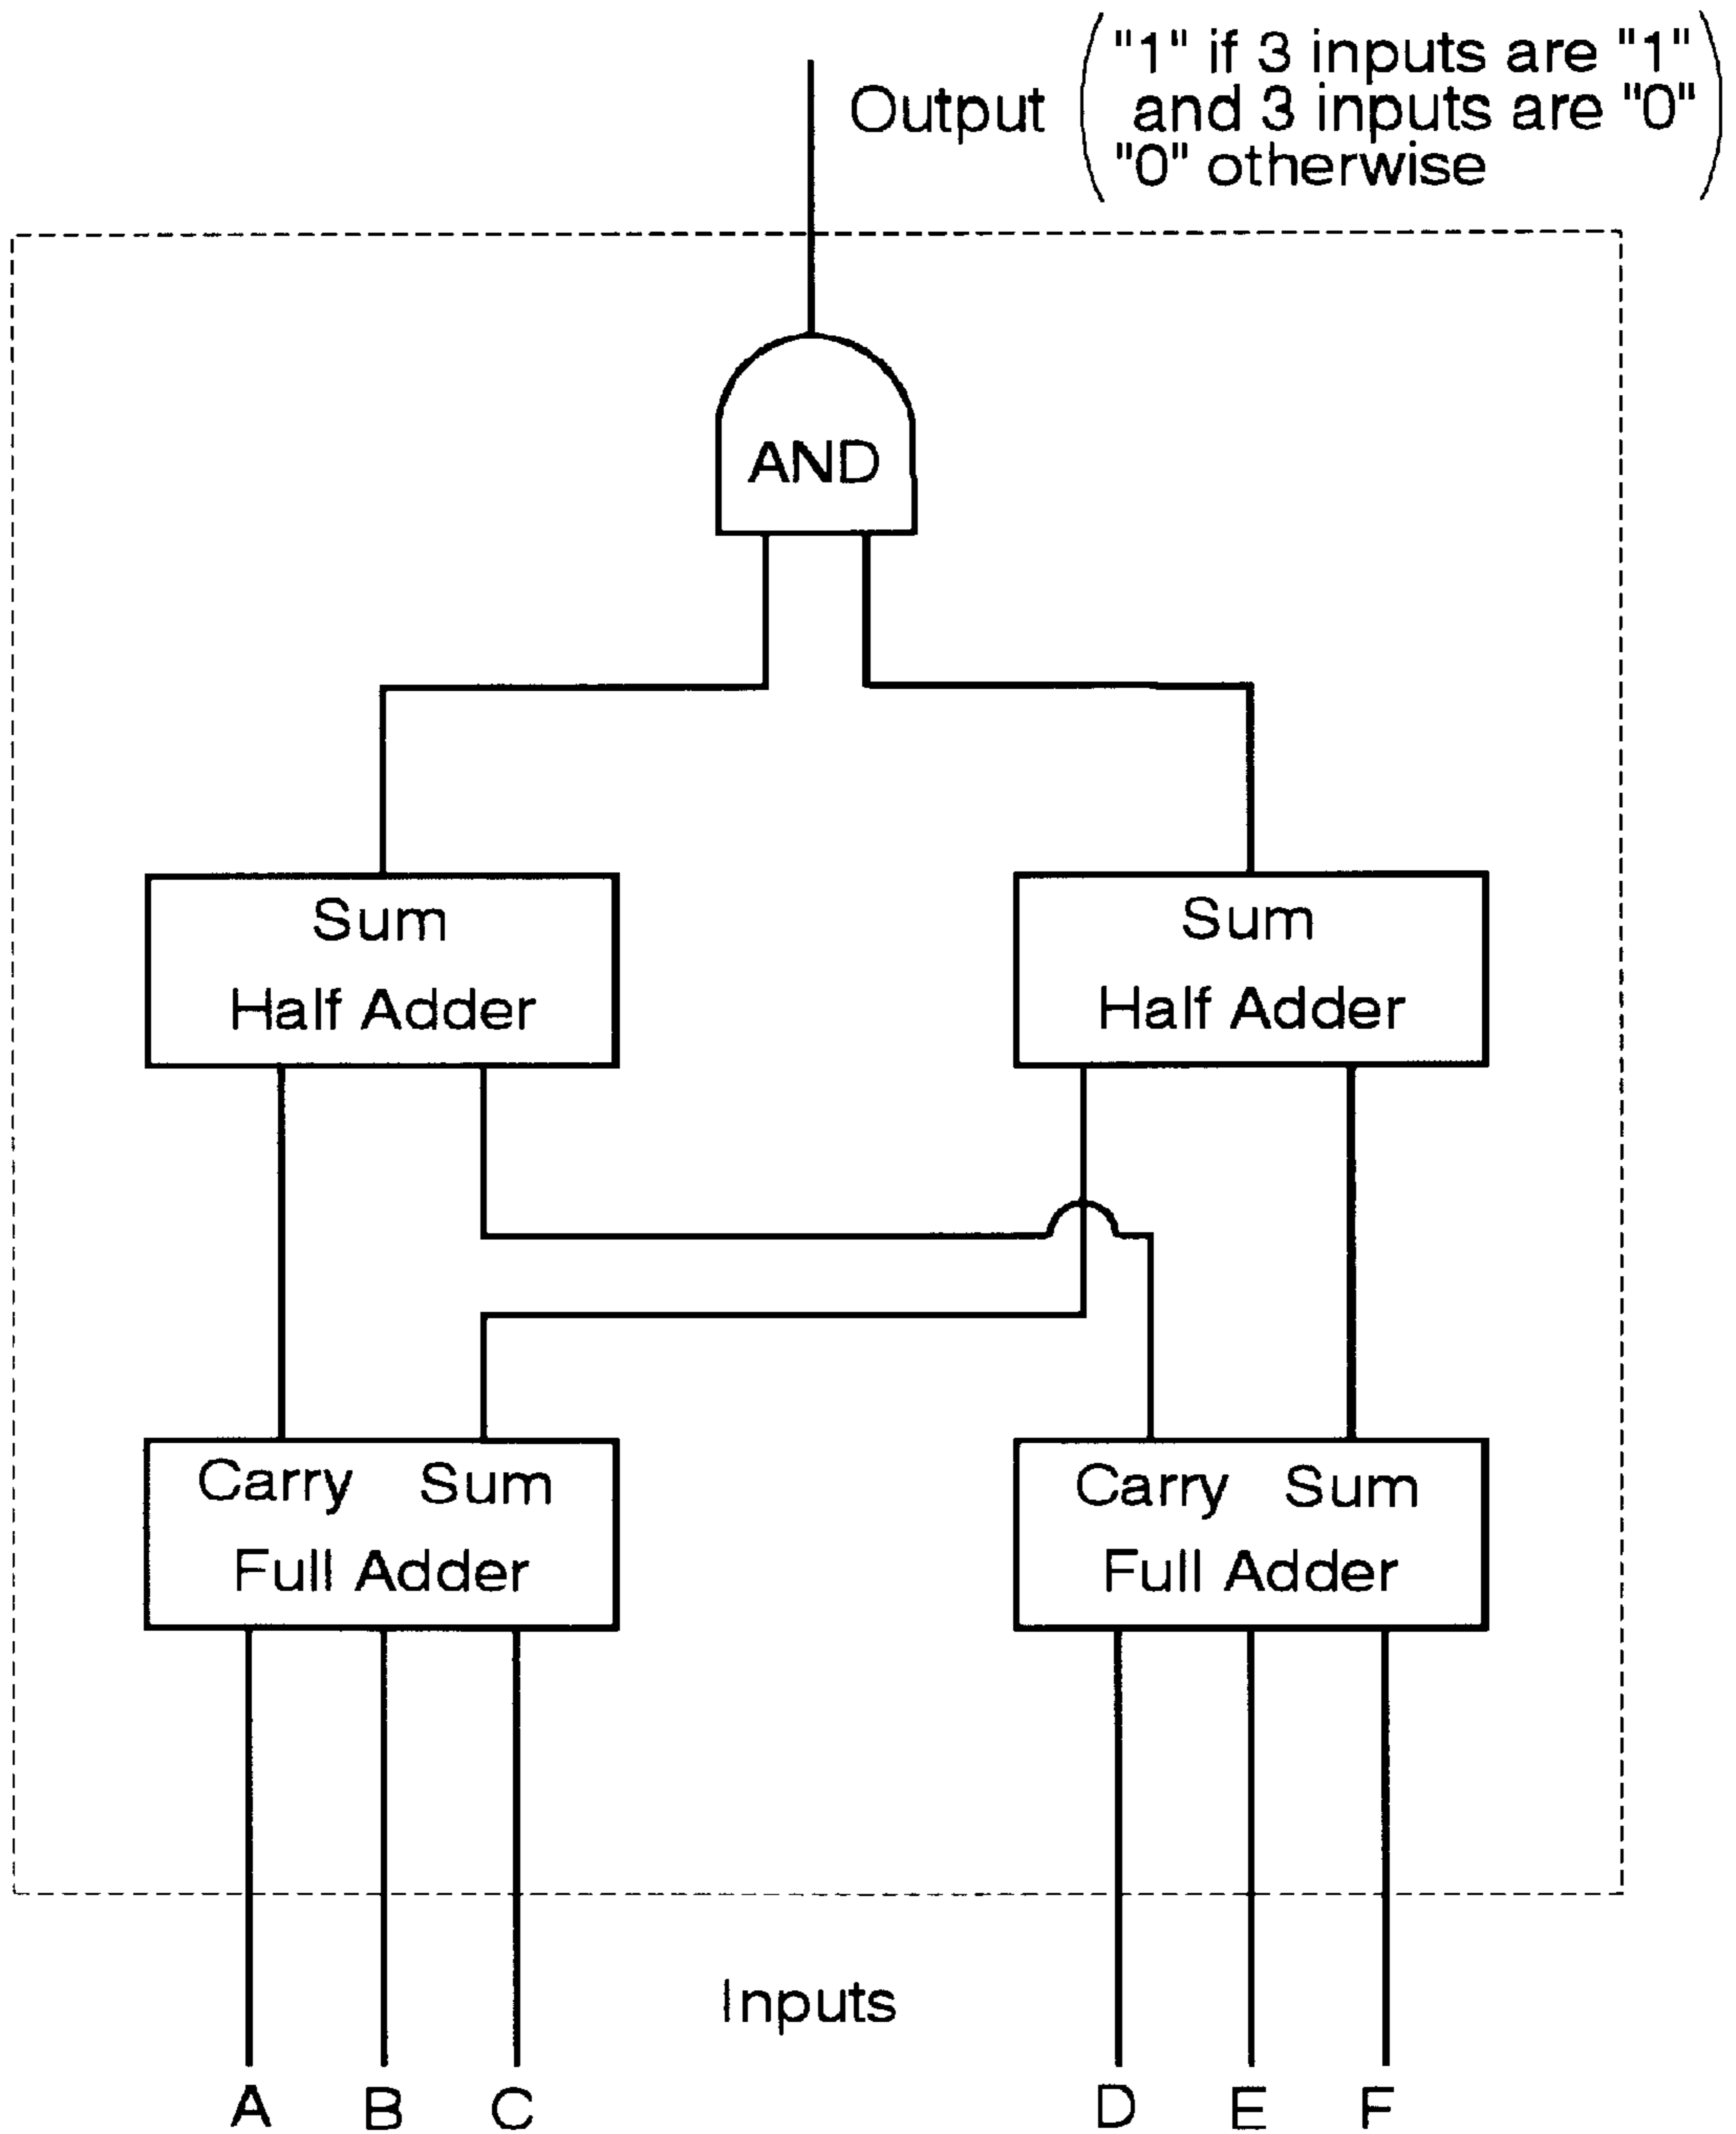 "1" if 3 inputs are "1"
Output ( and 3 inputs are "0" )
"0" otherwise
AND
Sum Sum
Half Adder Half Adder
Carry Sum Carry Sum
Full Adder Full Adder
Inputs
A B C D E F